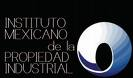 INSTITUTO
MEXICANO
de la
PROPIEDAD
INDUSTRIAL